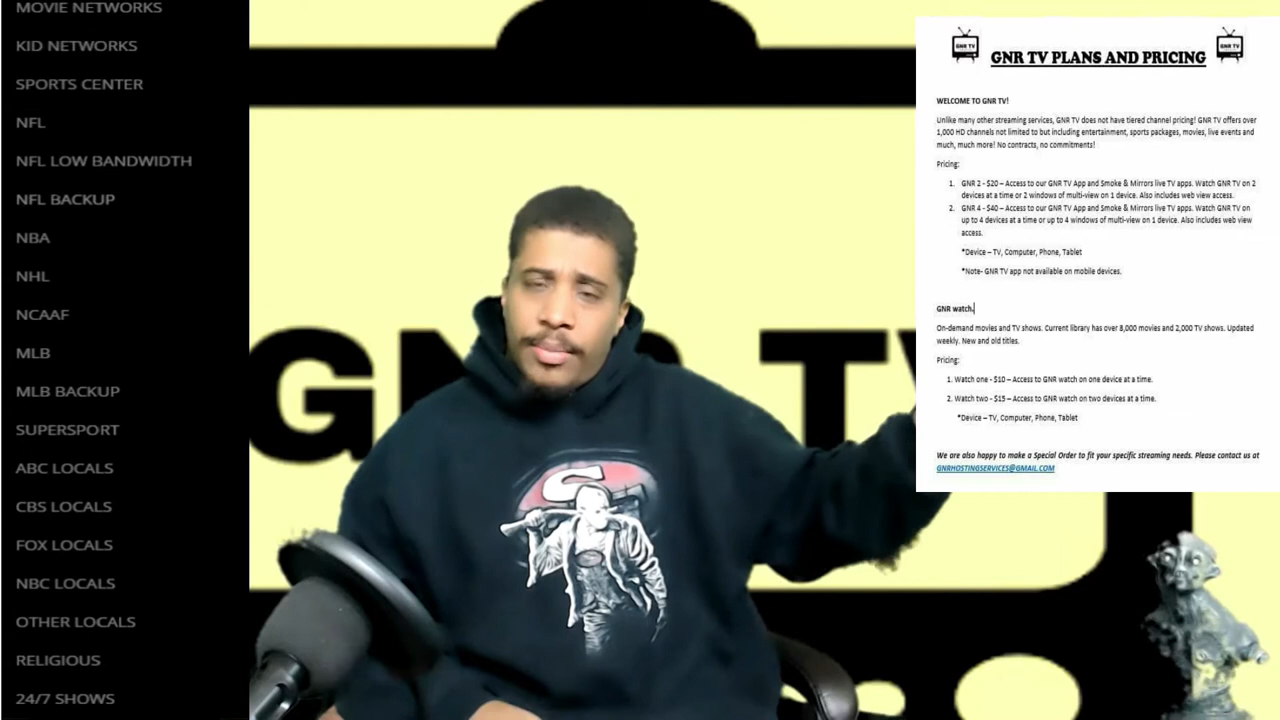 MOVIE NETWORKS
KID NETWORKS
SPORTS CENTER
NFL
NFL LOW BANDWIDTH
NFL BACKUP
NBA
NHL
NCAAF
MLB
MLB BACKUP
SUPERSPORT
ABC LOCALS
CBS LOCALS
FOX LOCALS
NBC LOCALS
OTHER LOCALS
RELIGIOUS
24/7 SHOWS
GN TV
GNR TV
GNR TV PLANS AND PRICING
GNR TV
WELCOME TO GNR TV!
Unlike many other streaming services, GNR TV does not have tiered channel pricing! GNR TV offers over
1,000 HD channels not limited to but including entertainment, sports packages, movies, live events and
much, much more! No contracts, no commitments!
Pricing:
1. GNR 2 - $20 – Access to our GNR TV App and Smoke & Mirrors live TV apps. Watch GNR TV on 2
devices at a time or 2 windows of multi-view on 1 device. Also includes web view access.
2. GNR 4 - $40 – Access to our GNR TV App and Smoke & Mirrors live TV apps. Watch GNR TV on
up to 4 devices at a time or up to 4 windows of multi-view on 1 device. Also includes web view
access.
*Device – TV, Computer, Phone, Tablet
*Note- GNR TV app not available on mobile devices.
GNR watch.
On-demand movies and TV shows. Current library has over 8,000 movies and 2,000 TV shows. Updated
weekly. New and old titles.
Pricing:
1. Watch one - $10 – Access to GNR watch on one device at a time.
2. Watch two - $15 – Access to GNR watch on two devices at a time.
*Device – TV, Computer, Phone, Tablet
We are also happy to make a Special Order to fit your specific streaming needs. Please contact us at
GNRHOSTINGSERVICES@GMAIL.COM